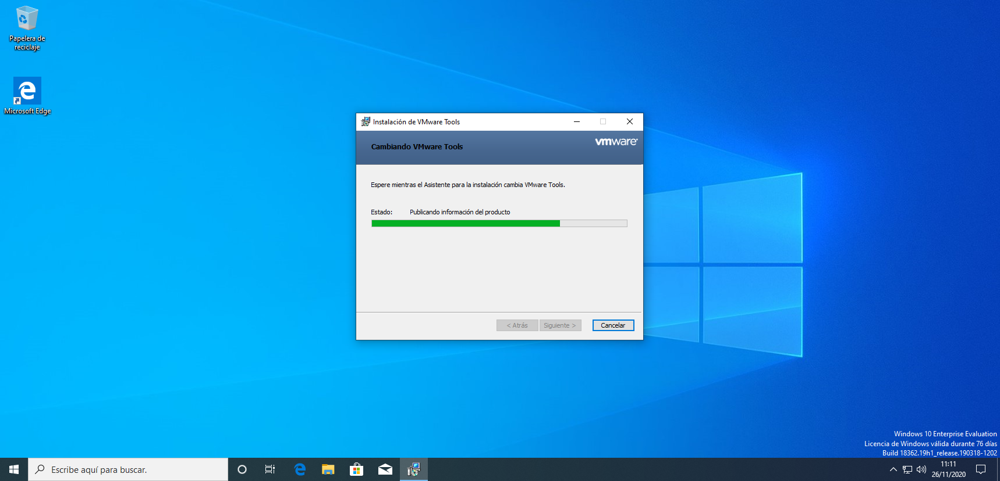 Papelera de
reciclaje
Microsoft Edge
Instalación de VMware Tools
Cambiando VMware Tools
vmware
Espere mientras el Asistente para la instalación cambia VMware Tools.
Estado: Publicando información del producto
< Atrás Siguiente > Cancelar
Windows 10 Enterprise Evaluation
Licencia de Windows válida durante 76 días
Build 18362.19h1_release.190318-1202
Escribe aquí para buscar.
11:11
26/11/2020